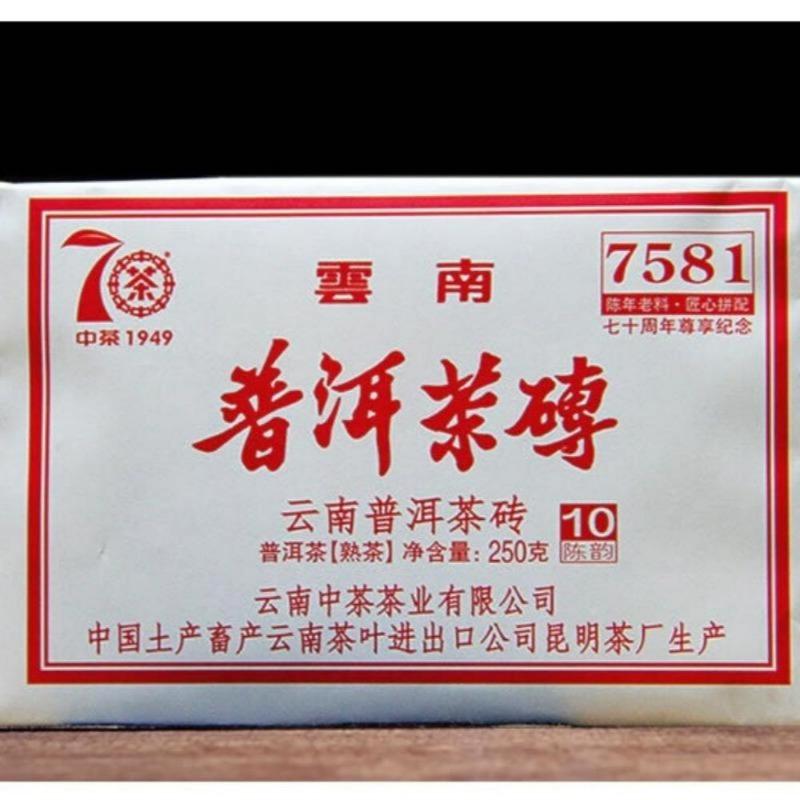 70 茶
中茶1949
雲南
7581
陈年老料·匠心拼配
七十周年尊享纪念
普洱茶磚
云南普洱茶砖
普洱茶【熟茶】 净含量：250克
10
陈韵
云南中茶茶业有限公司
中国土产畜产云南茶叶进出口公司昆明茶厂生产